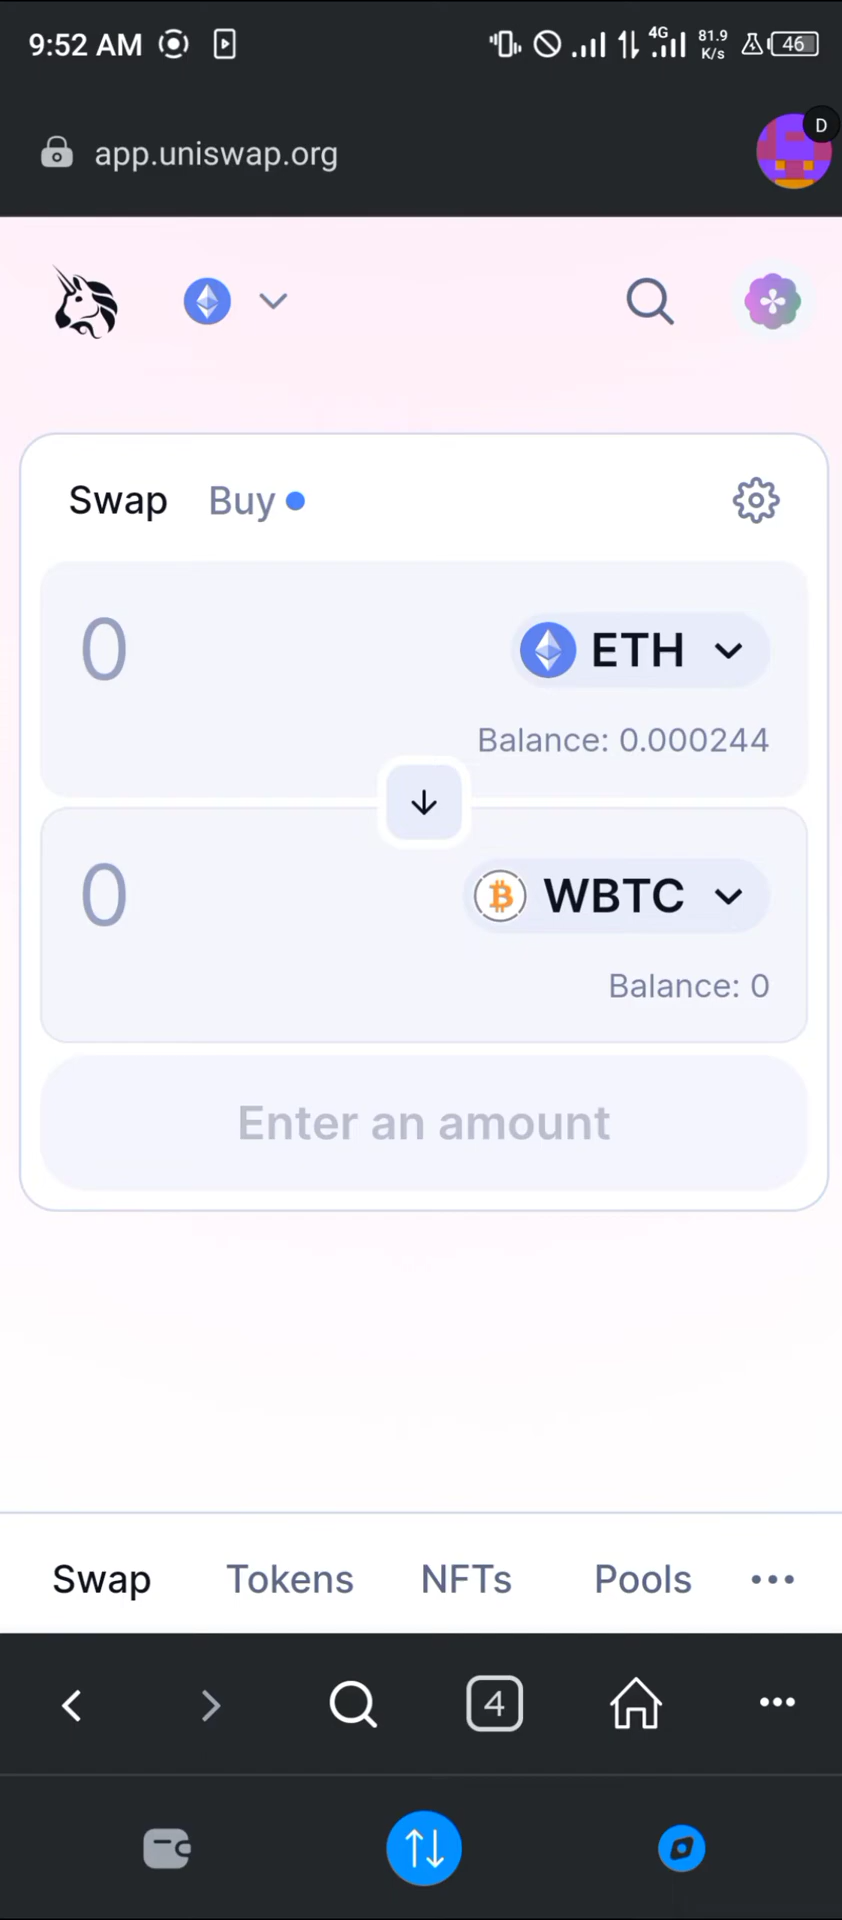 9:52 AM 4G 81.9 K/s 46
app.uniswap.org D
Swap Buy
0 ETH
Balance: 0.000244
0 WBTC
Balance: 0
Enter an amount
Swap Tokens NFTs Pools
4